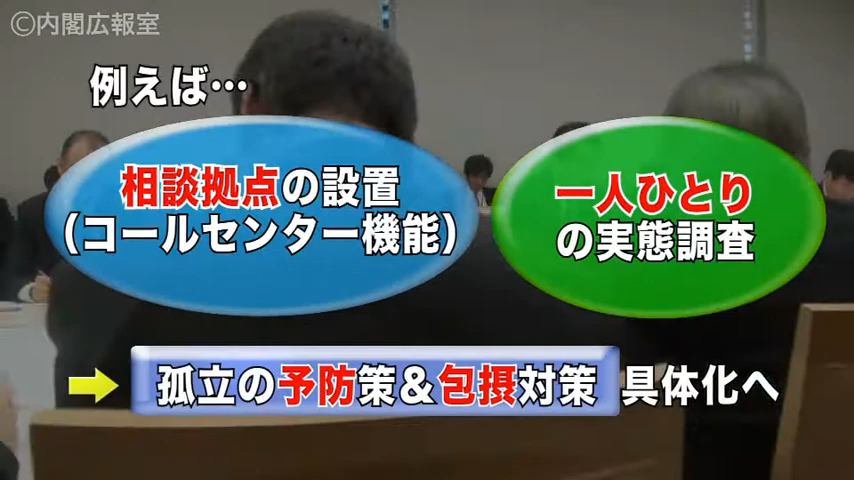 ©内閣広報室
例えば…
相談拠点の設置
（コールセンター機能）
一人ひとり
の実態調査
孤立の予防策＆包摂対策 具体化へ